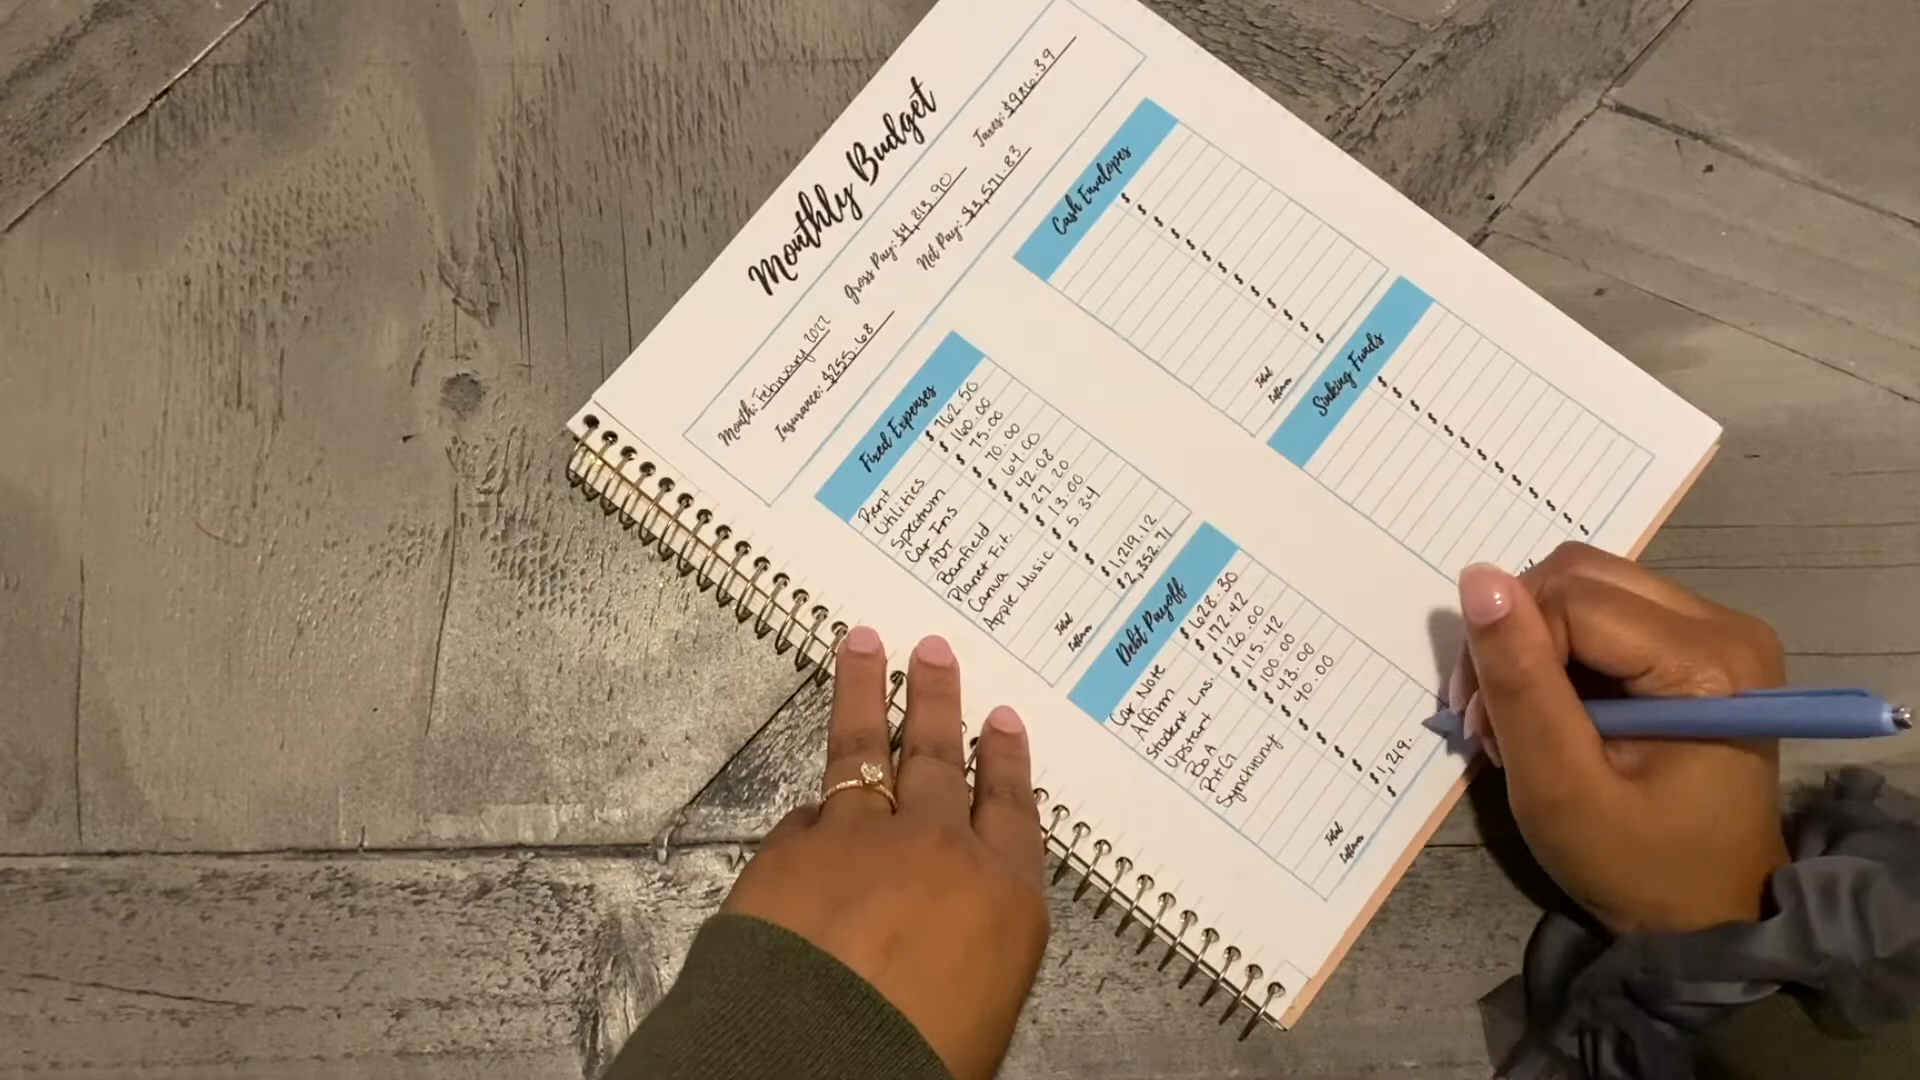 Monthly Budget
Month: February 2022 Gross Pay: $4,813.90 Taxes: $986.39
Insurance: $255.68 Net Pay: $3,571.83
Fixed Expenses
Rent $ 762.50
Utilities $ 160.00
Spectrum $ 75.00
Car Ins $ 70.00
ADT $ 64.00
Banfield $ 42.08
Planet Fit. $ 27.20
Canva $ 13.00
Apple Music $ 5.34
$
$
Total $1,219.12
Leftover $2,352.71
Debt Payoff
Car Note $ 628.30
Affirm $ 172.42
Student Lns. $ 120.00
Upstart $ 115.42
BoA $ 100.00
RtG $ 43.00
Synchrony $ 40.00
$
$
$
$
Total $1,219.
Leftover $
Cash Envelopes
$
$
$
$
$
$
$
$
$
$
$
$
$
Total
Leftover
Sinking Funds
$
$
$
$
$
$
$
$
$
$
$
$
$